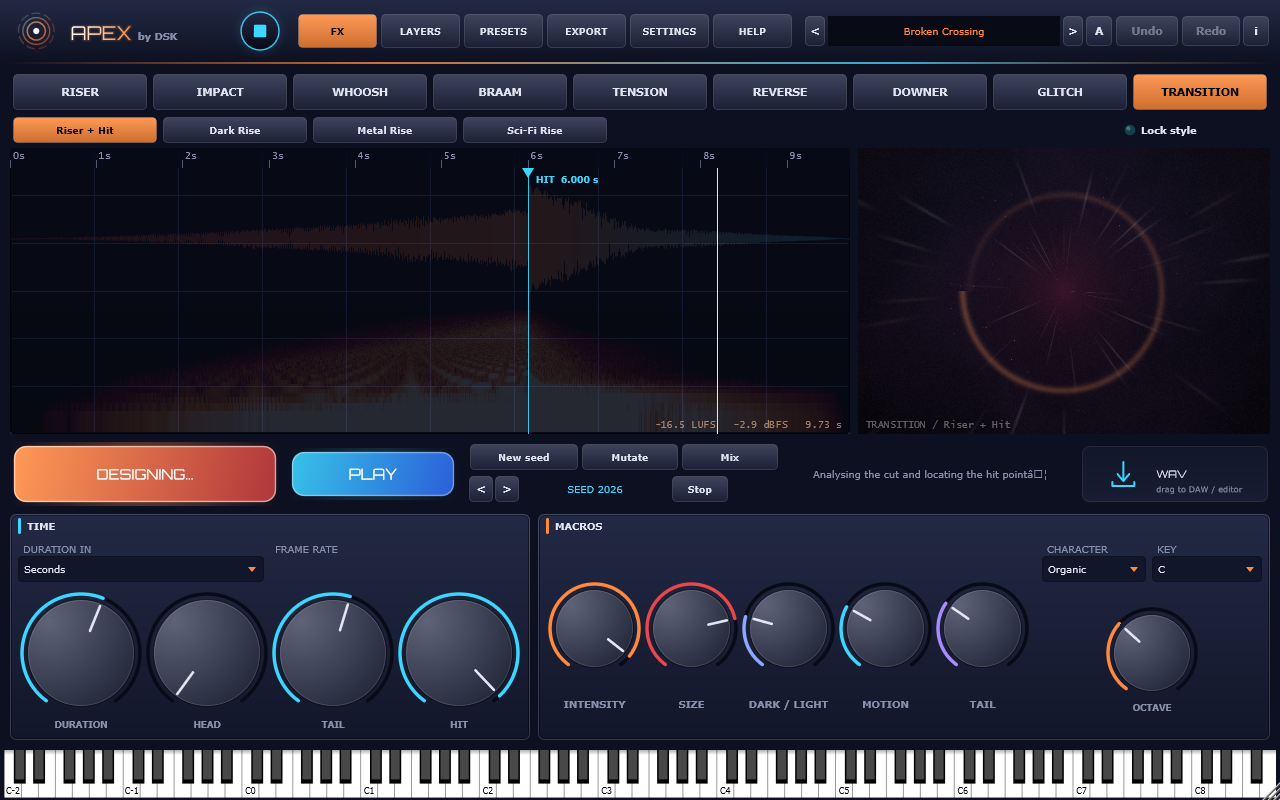 APEX by DSK
FX LAYERS PRESETS EXPORT SETTINGS HELP < Broken Crossing > A Undo Redo i
RISER IMPACT WHOOSH BRAAM TENSION REVERSE DOWNER GLITCH TRANSITION
Riser + Hit Dark Rise Metal Rise Sci-Fi Rise Lock style
0s 1s 2s 3s 4s 5s 6s 7s 8s 9s
HIT 6.000 s
-16.5 LUFS -2.9 dBFS 9.73 s
TRANSITION / Riser + Hit
DESIGNING... PLAY
New seed Mutate Mix
< > SEED 2026 Stop
Analysing the cut and locating the hit pointâ□¦
WAV
drag to DAW / editor
TIME
DURATION IN FRAME RATE
Seconds
DURATION HEAD TAIL HIT
MACROS
CHARACTER KEY
Organic C
INTENSITY SIZE DARK / LIGHT MOTION TAIL OCTAVE
C-2 C-1 C0 C1 C2 C3 C4 C5 C6 C7 C8